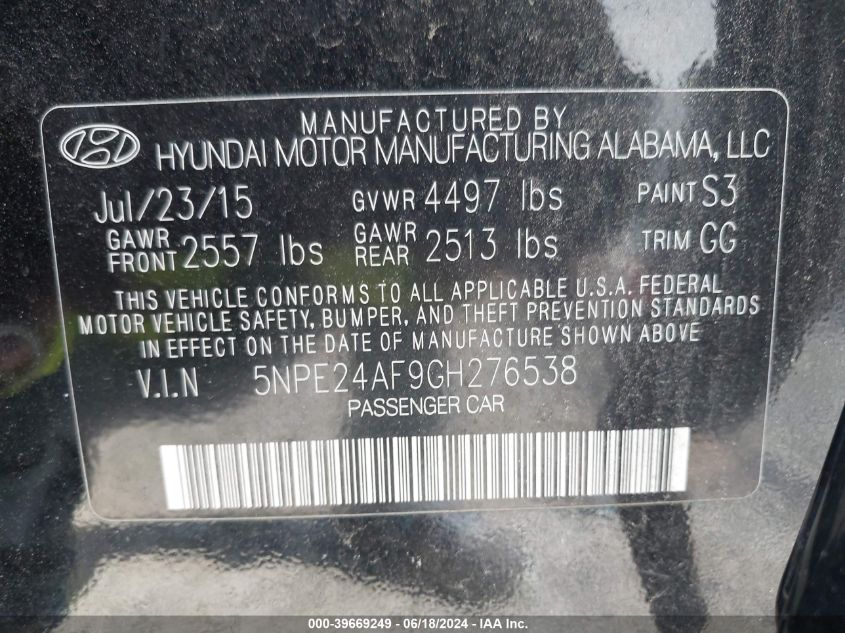 MANUFACTURED BY
HYUNDAI MOTOR MANUFACTURING ALABAMA, LLC
Jul/23/15 GVWR 4497 lbs PAINT S3
GAWR FRONT 2557 lbs GAWR REAR 2513 lbs TRIM GG
THIS VEHICLE CONFORMS TO ALL APPLICABLE U.S.A. FEDERAL
MOTOR VEHICLE SAFETY, BUMPER, AND THEFT PREVENTION STANDARDS
IN EFFECT ON THE DATE OF MANUFACTURE SHOWN ABOVE
V.I.N 5NPE24AF9GH276538
PASSENGER CAR
000-39669249 - 06/18/2024 - IAA, Inc.